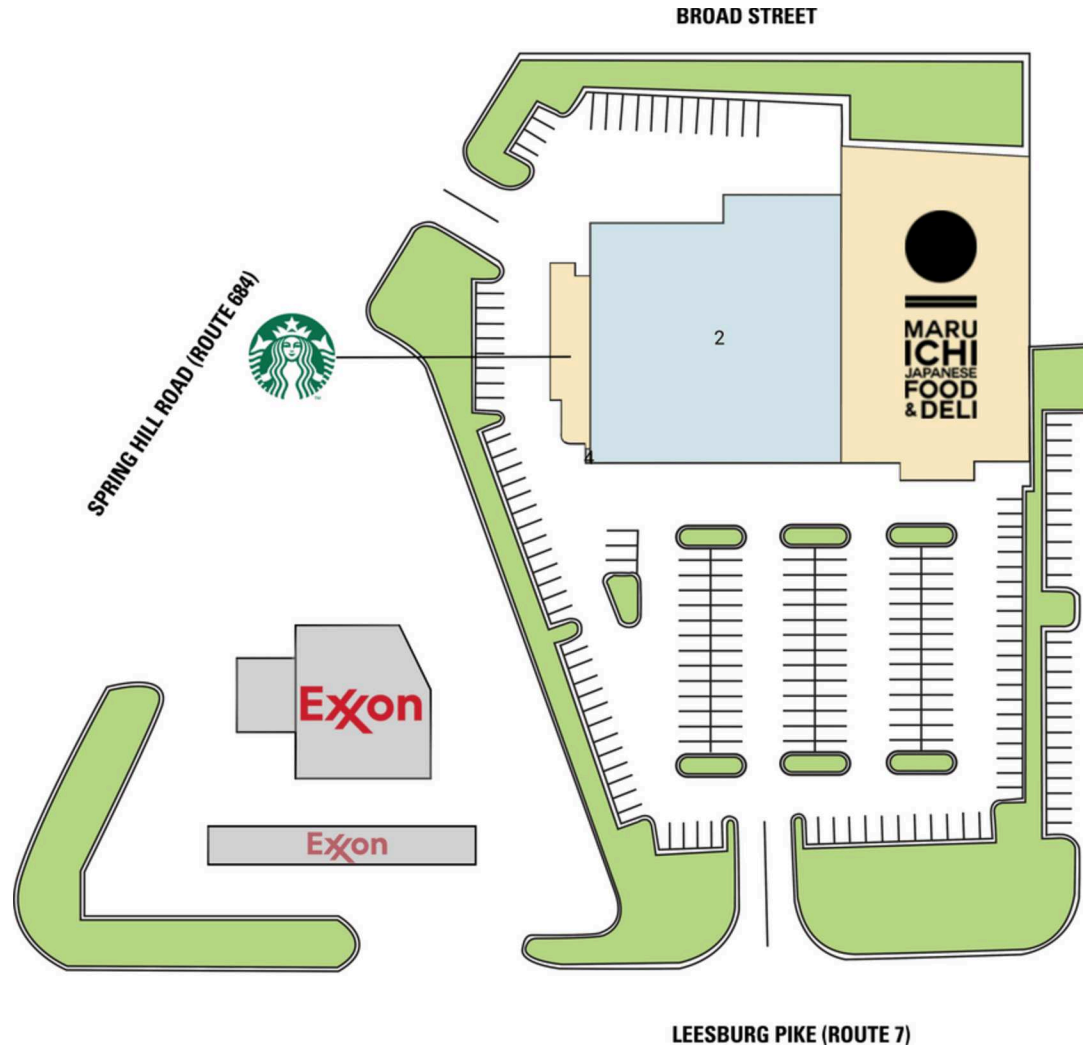 BROAD STREET
SPRING HILL ROAD (ROUTE 684)
2
MARU
ICHI
JAPANESE
FOOD
& DELI
4
Exxon
Exxon
LEESBURG PIKE (ROUTE 7)